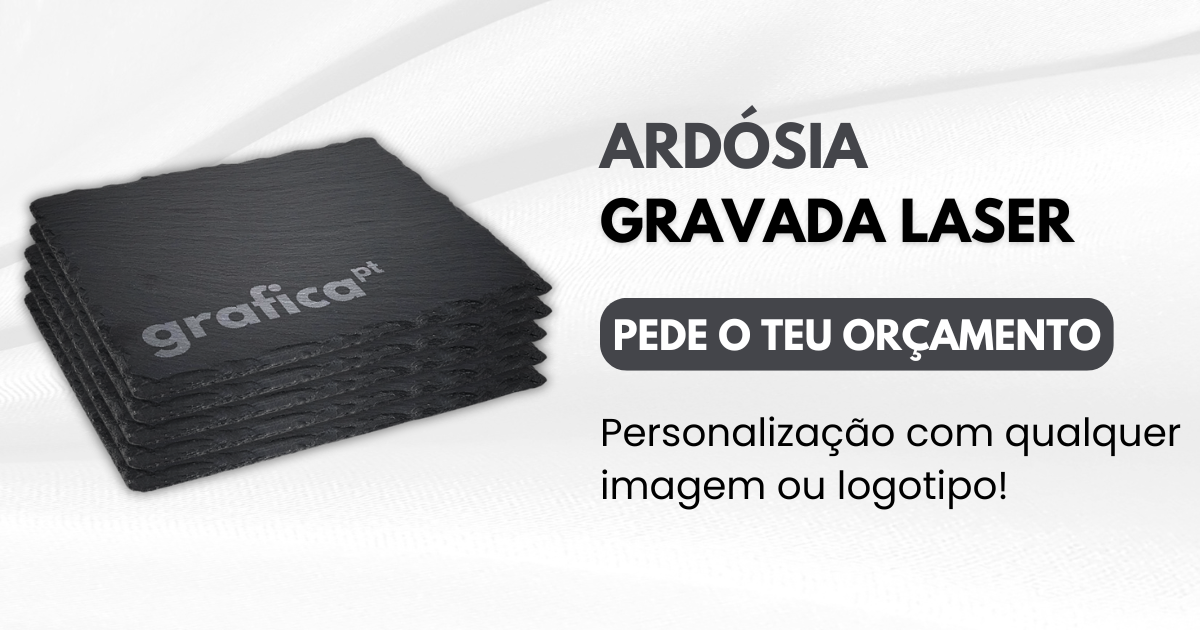 grafica pt
ARDÓSIA
GRAVADA LASER
PEDE O TEU ORÇAMENTO
Personalização com qualquer
imagem ou logotipo!